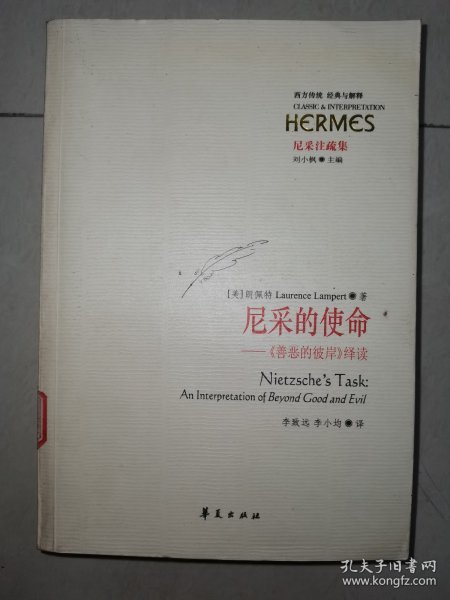 西方传统 经典与解释
CLASSIC & INTERPRETATION
HERMES
尼采注疏集
刘小枫◉主编
[美]朗佩特 Laurence Lampert◉著
尼采的使命
——《善恶的彼岸》绎读
Nietzsche's Task:
An Interpretation of Beyond Good and Evil
李致远 李小均◉译
华夏出版社
孔夫子旧书网
www.kongfz.com